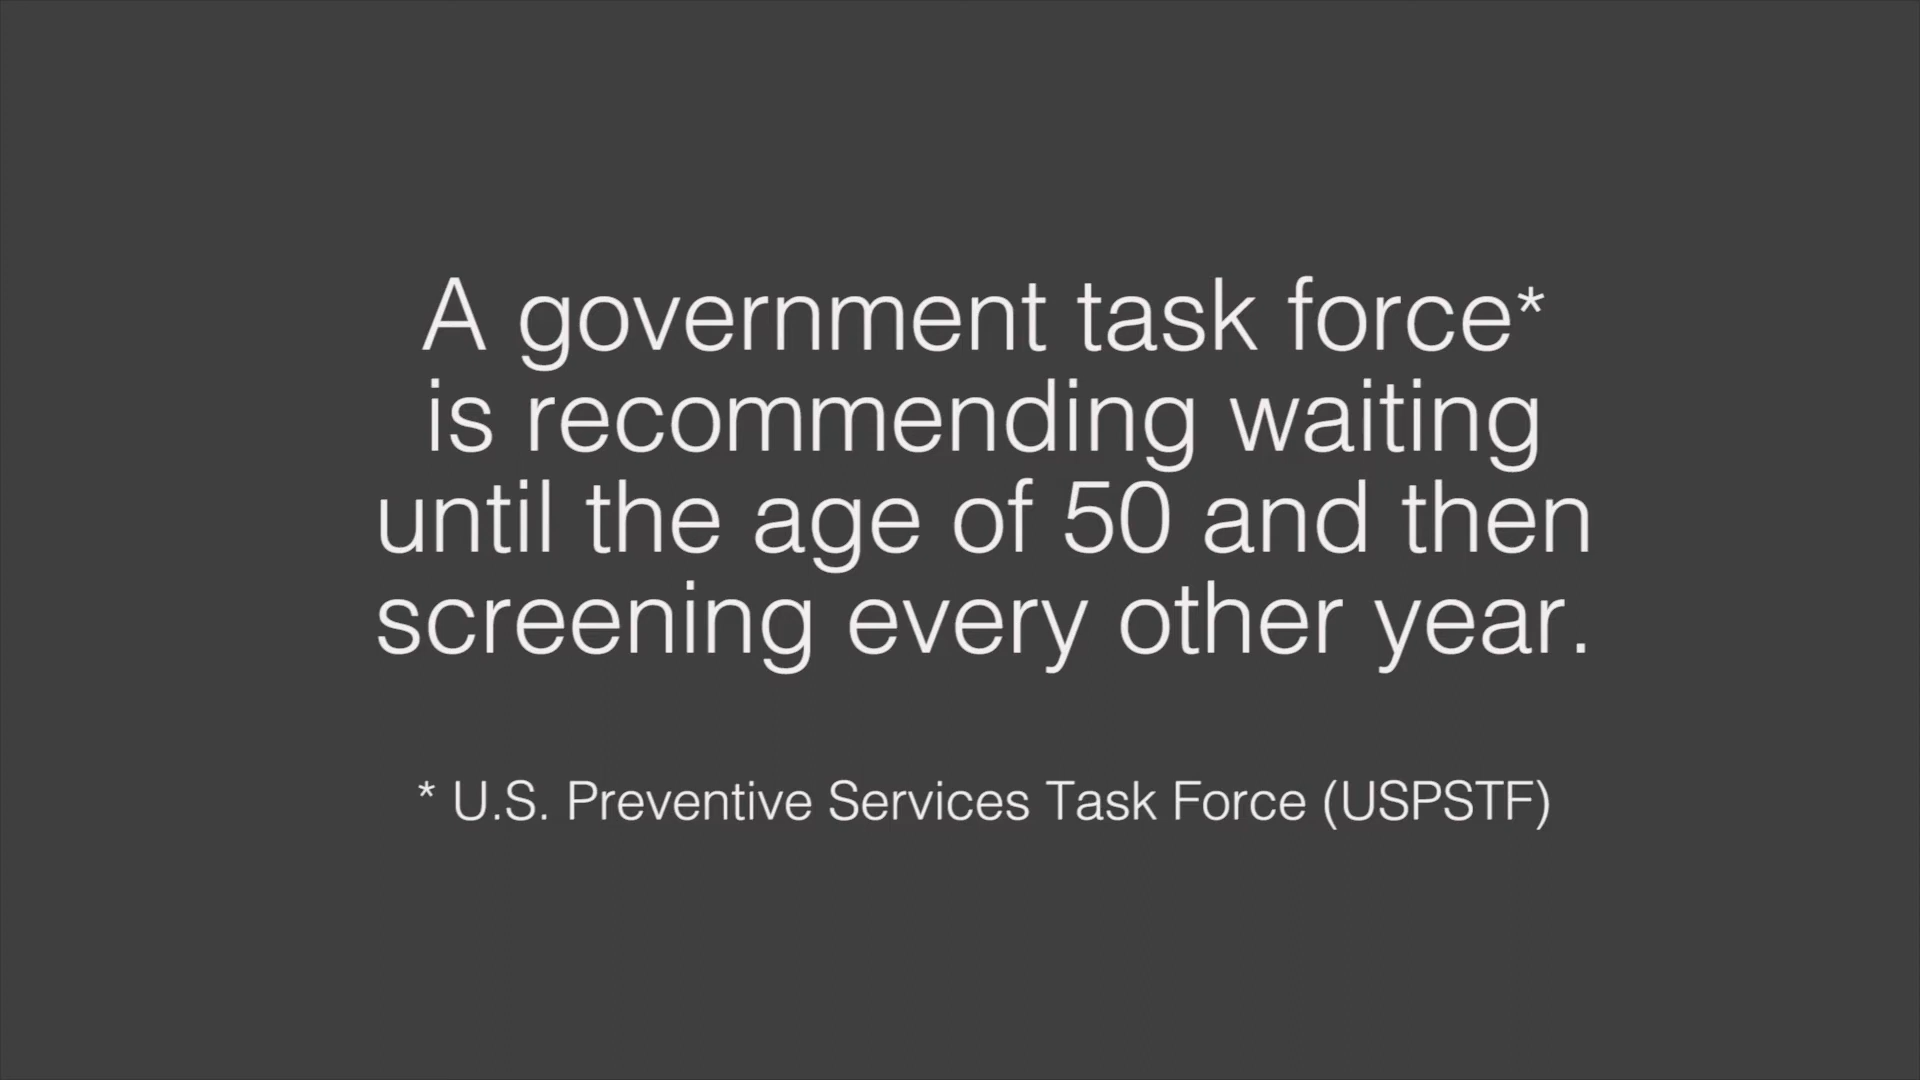 A government task force*
is recommending waiting
until the age of 50 and then
screening every other year.
* U.S. Preventive Services Task Force (USPSTF)